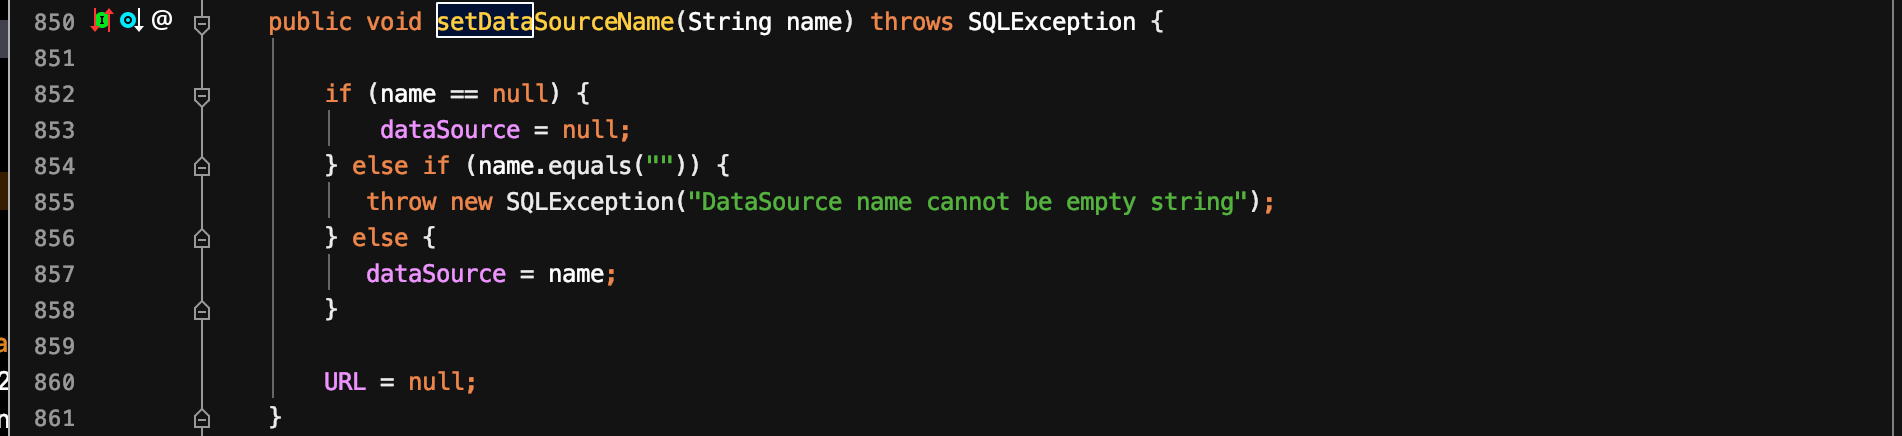 850 @ public void setDataSourceName(String name) throws SQLException {
851
852 if (name == null) {
853 dataSource = null;
854 } else if (name.equals("")) {
855 throw new SQLException("DataSource name cannot be empty string");
856 } else {
857 dataSource = name;
858 }
859
860 URL = null;
861 }